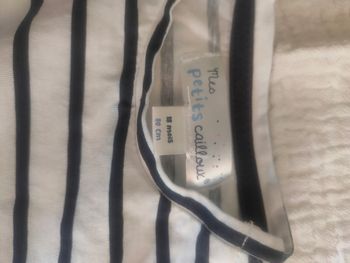 Mes
petits
cailloux
18 mois
80 cm